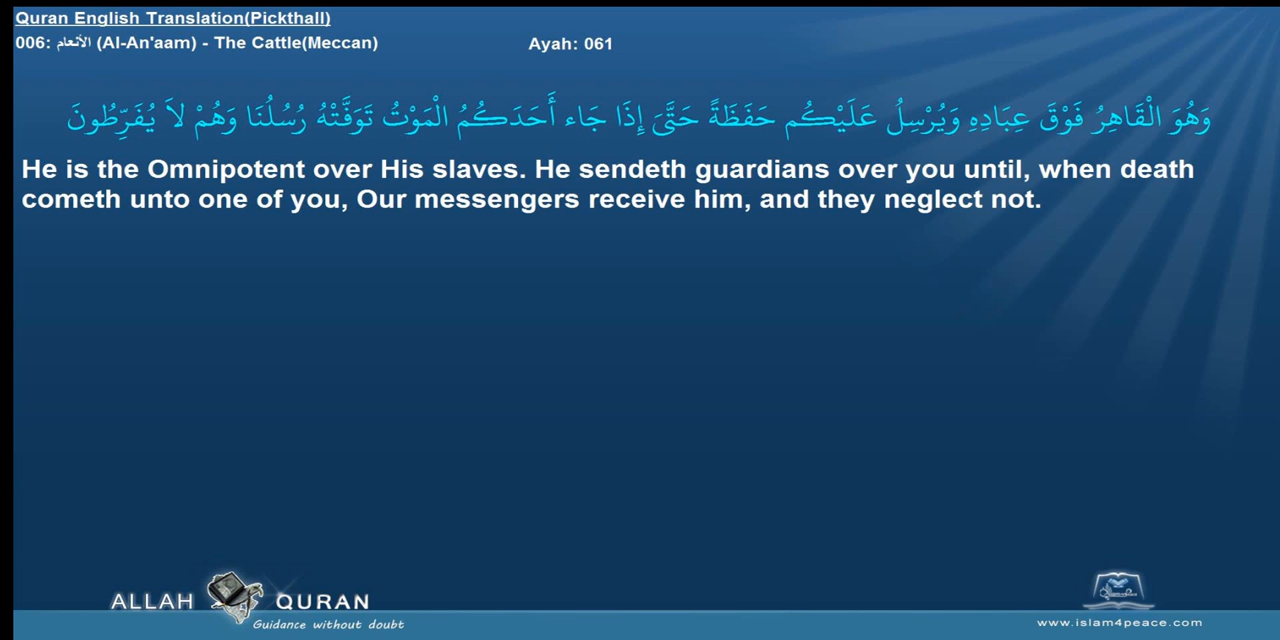 Quran English Translation(Pickthall)
006: الأنعام (Al-An'aam) - The Cattle(Meccan)
Ayah: 061
وَهُوَ الْقَاهِرُ فَوْقَ عِبَادِهِ وَيُرْسِلُ عَلَيْكُم حَفَظَةً حَتَّىَ إِذَا جَاء أَحَدَكُمُ الْمَوْتُ تَوَفَّتْهُ رُسُلُنَا وَهُمْ لاَ يُفَرِّطُونَ
He is the Omnipotent over His slaves. He sendeth guardians over you until, when death
cometh unto one of you, Our messengers receive him, and they neglect not.
ALLAH QURAN
Guidance without doubt
www.islam4peace.com